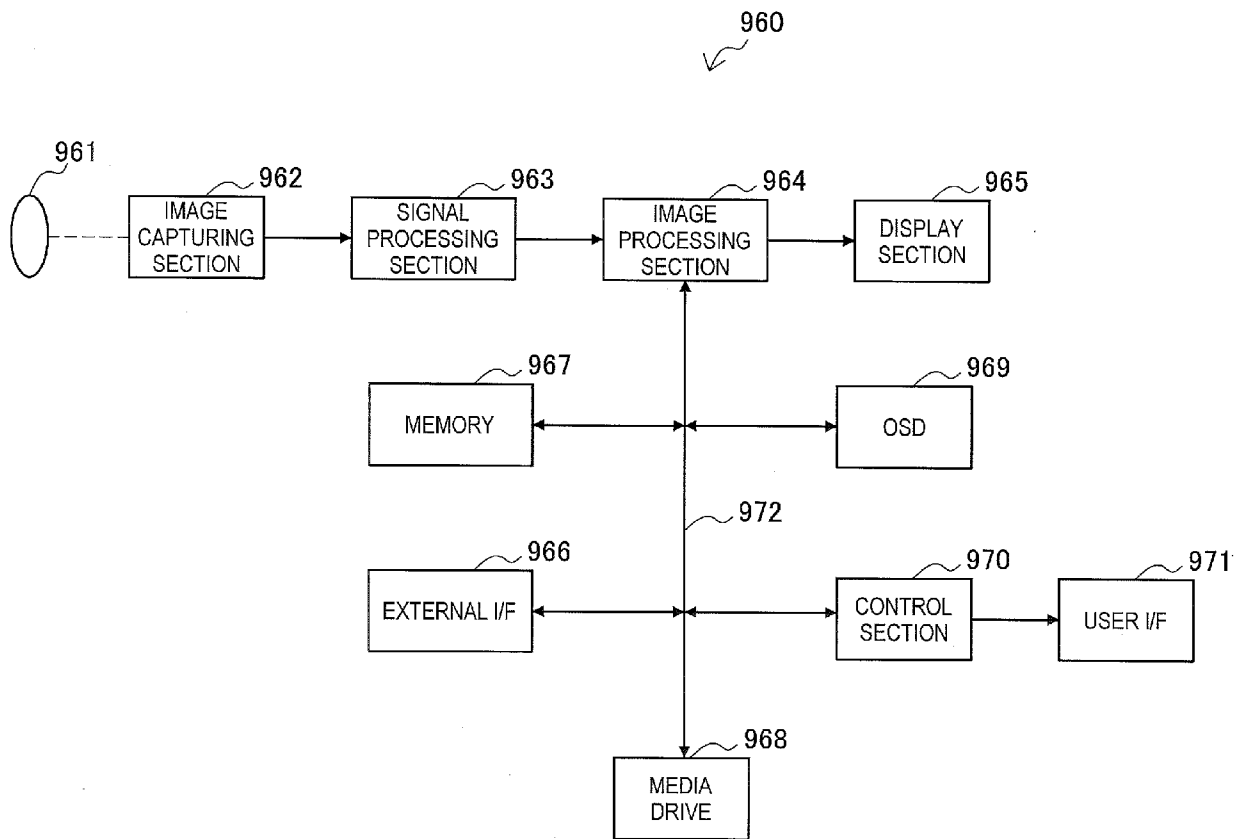 960
961
962
963
964
965
IMAGE
CAPTURING
SECTION
SIGNAL
PROCESSING
SECTION
IMAGE
PROCESSING
SECTION
DISPLAY
SECTION
967
969
MEMORY
OSD
972
966
970
971
EXTERNAL I/F
CONTROL
SECTION
USER I/F
968
MEDIA
DRIVE